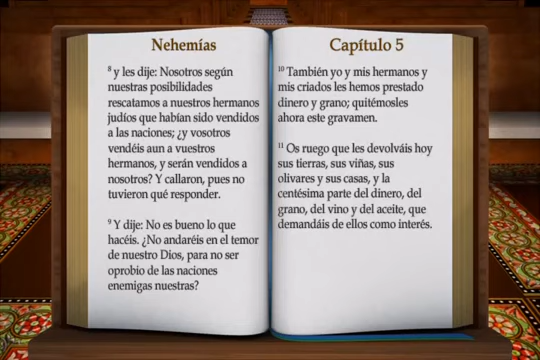 Nehemías
⁸ y les dije: Nosotros según
nuestras posibilidades
rescatamos a nuestros hermanos
judíos que habían sido vendidos
a las naciones; ¿y vosotros
vendéis aun a vuestros
hermanos, y serán vendidos a
nosotros? Y callaron, pues no
tuvieron qué responder.
⁹ Y dije: No es bueno lo que
hacéis. ¿No andaréis en el temor
de nuestro Dios, para no ser
oprobio de las naciones
enemigas nuestras?
Capítulo 5
¹⁰ También yo y mis hermanos y
mis criados les hemos prestado
dinero y grano; quitémosles
ahora este gravamen.
¹¹ Os ruego que les devolváis hoy
sus tierras, sus viñas, sus
olivares y sus casas, y la
centésima parte del dinero, del
grano, del vino y del aceite, que
demandáis de ellos como interés.